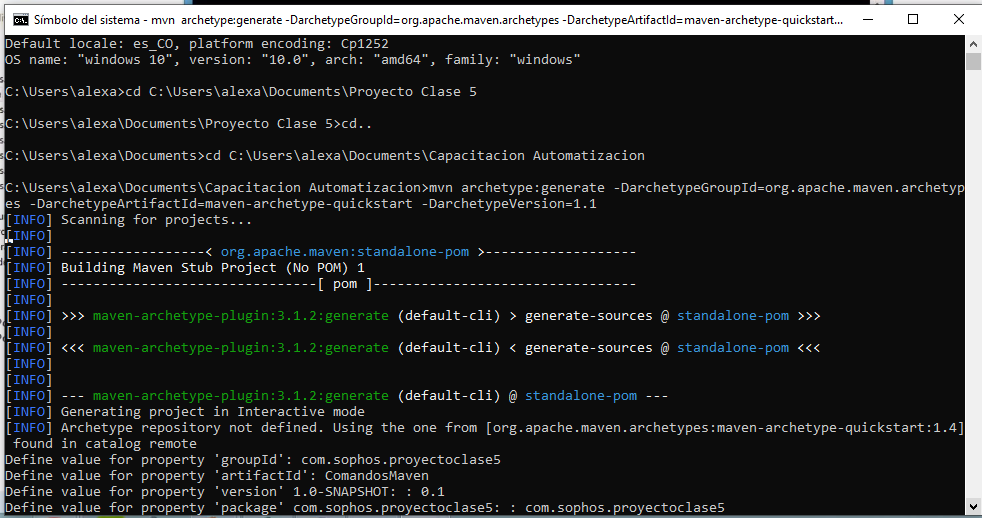 Símbolo del sistema - mvn archetype:generate -DarchetypeGroupId=org.apache.maven.archetypes -DarchetypeArtifactId=maven-archetype-quickstart...
Default locale: es_CO, platform encoding: Cp1252
OS name: "windows 10", version: "10.0", arch: "amd64", family: "windows"
C:\Users\alexa>cd C:\Users\alexa\Documents\Proyecto Clase 5
C:\Users\alexa\Documents\Proyecto Clase 5>cd..
C:\Users\alexa\Documents>cd C:\Users\alexa\Documents\Capacitacion Automatizacion
C:\Users\alexa\Documents\Capacitacion Automatizacion>mvn archetype:generate -DarchetypeGroupId=org.apache.maven.archetyp
es -DarchetypeArtifactId=maven-archetype-quickstart -DarchetypeVersion=1.1
[INFO] Scanning for projects...
[INFO]
[INFO] ------------------< org.apache.maven:standalone-pom >-------------------
[INFO] Building Maven Stub Project (No POM) 1
[INFO] --------------------------------[ pom ]---------------------------------
[INFO]
[INFO] >>> maven-archetype-plugin:3.1.2:generate (default-cli) > generate-sources @ standalone-pom >>>
[INFO]
[INFO] <<< maven-archetype-plugin:3.1.2:generate (default-cli) < generate-sources @ standalone-pom <<<
[INFO]
[INFO]
[INFO] --- maven-archetype-plugin:3.1.2:generate (default-cli) @ standalone-pom ---
[INFO] Generating project in Interactive mode
[INFO] Archetype repository not defined. Using the one from [org.apache.maven.archetypes:maven-archetype-quickstart:1.4]
 found in catalog remote
Define value for property 'groupId': com.sophos.proyectoclase5
Define value for property 'artifactId': ComandosMaven
Define value for property 'version' 1.0-SNAPSHOT: : 0.1
Define value for property 'package' com.sophos.proyectoclase5: : com.sophos.proyectoclase5